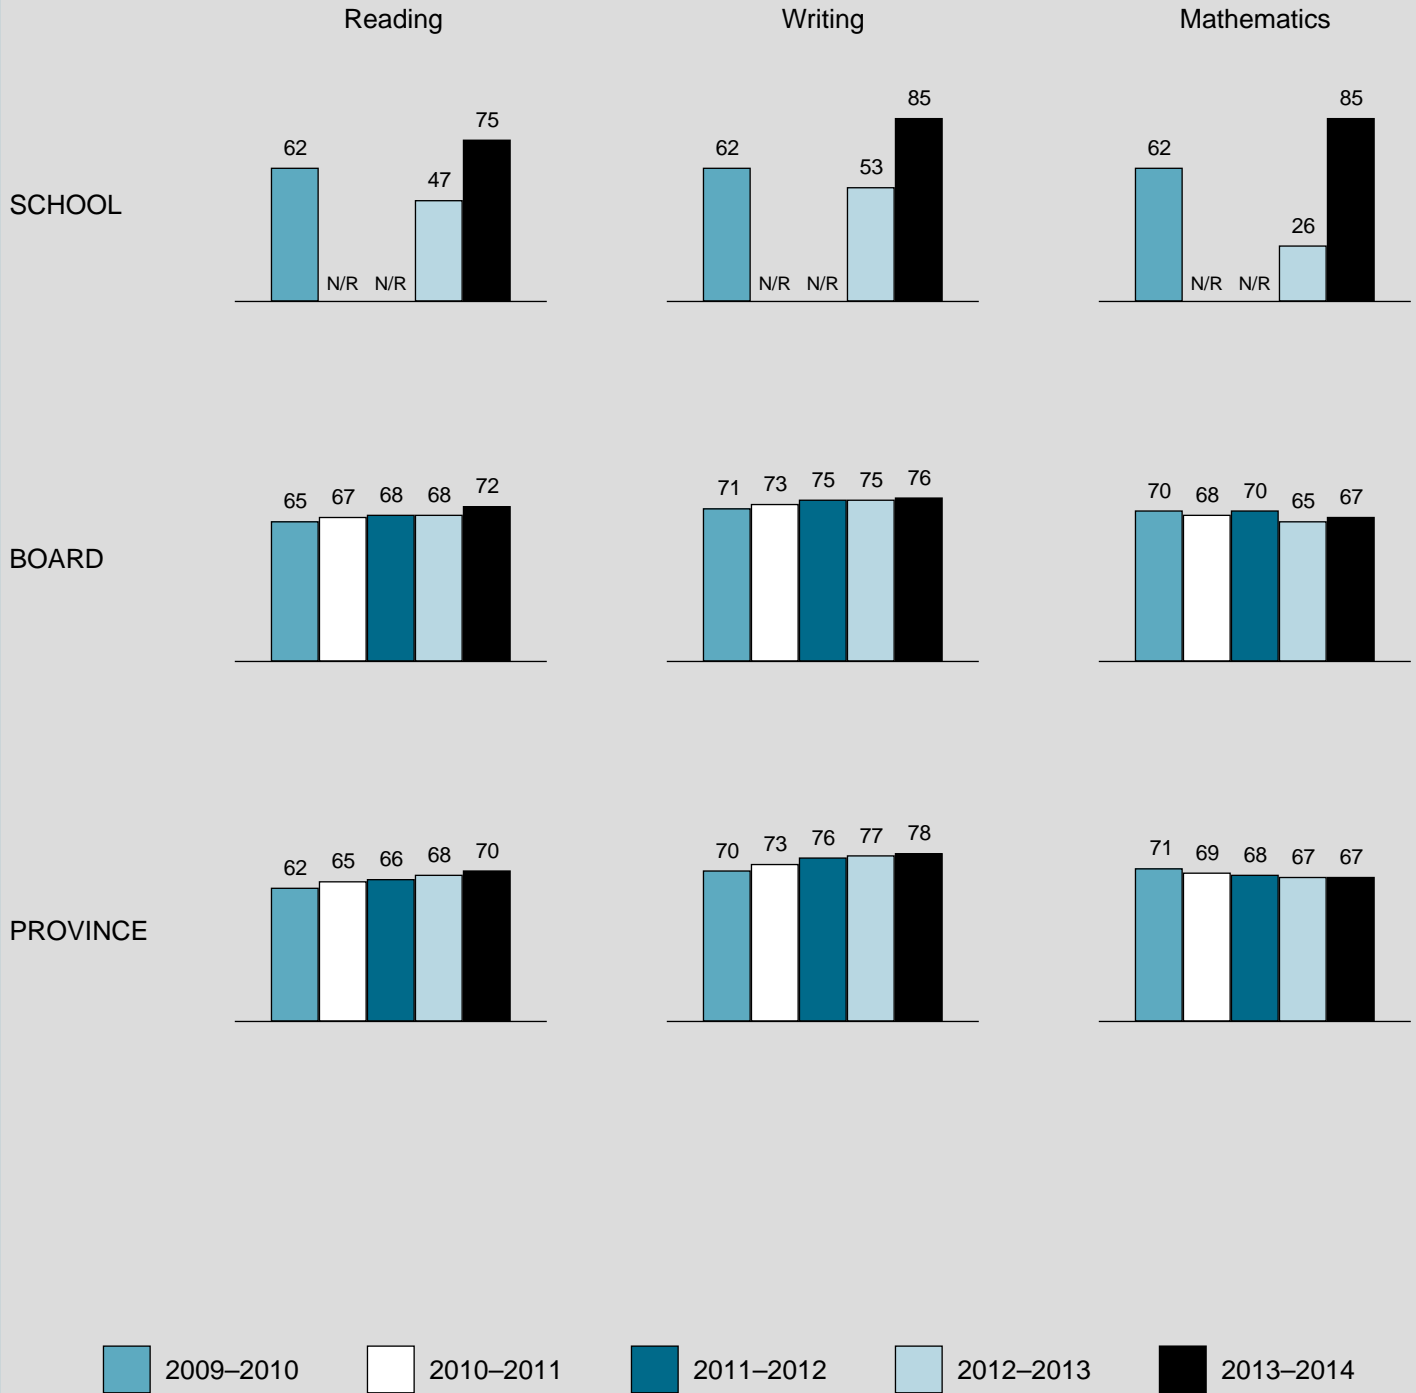 Reading Writing Mathematics
SCHOOL
62 N/R N/R 47 75
62 N/R N/R 53 85
62 N/R N/R 26 85
BOARD
65 67 68 68 72
71 73 75 75 76
70 68 70 65 67
PROVINCE
62 65 66 68 70
70 73 76 77 78
71 69 68 67 67
2009–2010 2010–2011 2011–2012 2012–2013 2013–2014